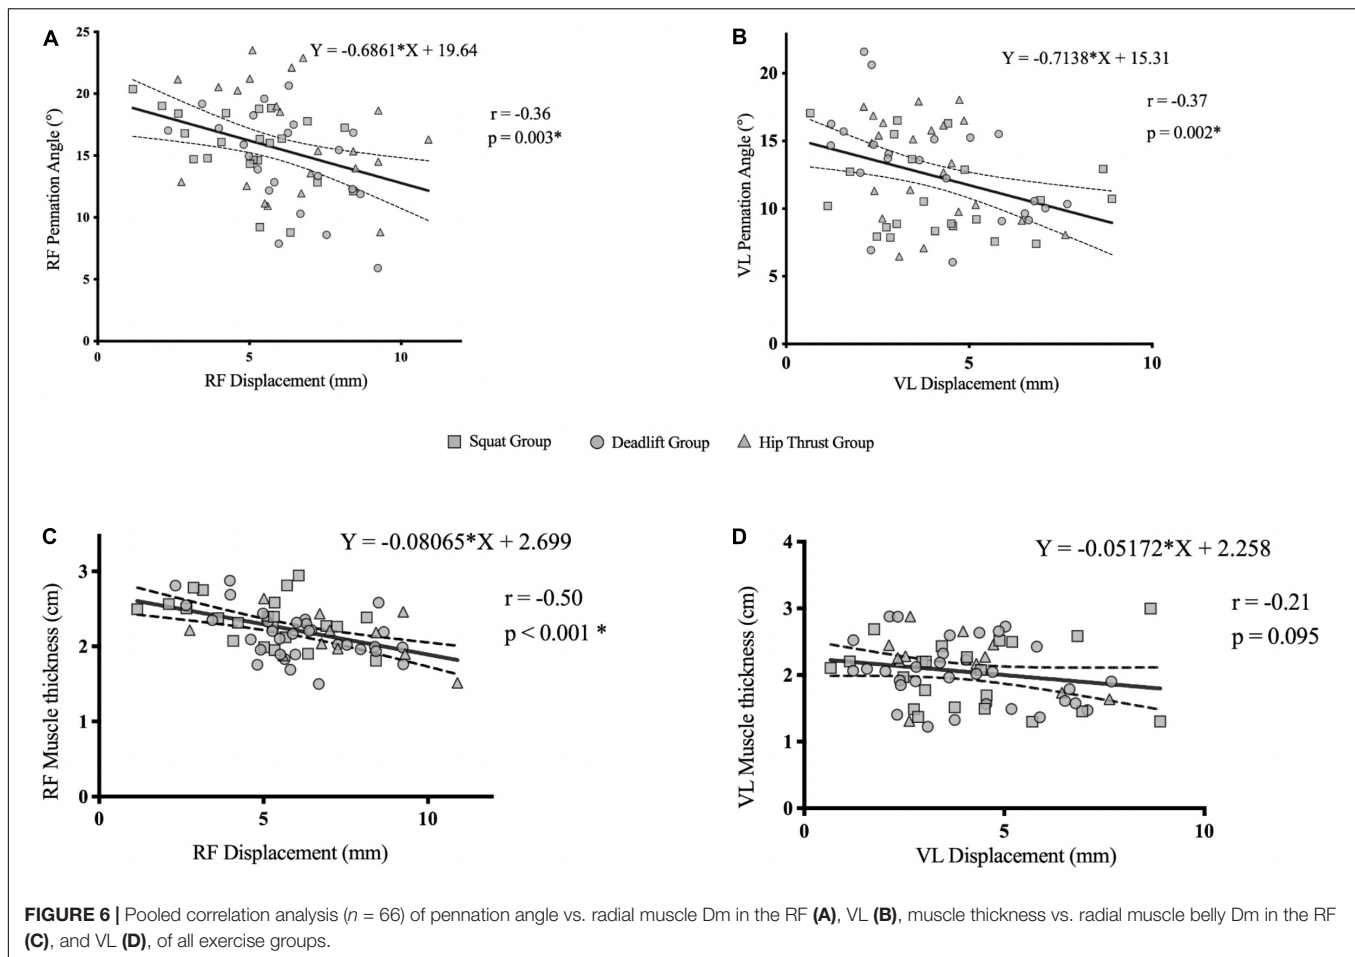 A
25
20
15
10
5
0
0
5
10
RF Pennation Angle (°)
RF Displacement (mm)
Y = -0.6861*X + 19.64
r = -0.36
p = 0.003*
B
20
15
10
5
0
0
5
10
VL Pennation Angle (°)
VL Displacement (mm)
Y = -0.7138*X + 15.31
r = -0.37
p = 0.002*
Squat Group
Deadlift Group
Hip Thrust Group
C
3
2
1
0
0
5
10
RF Muscle thickness (cm)
RF Displacement (mm)
Y = -0.08065*X + 2.699
r = -0.50
p < 0.001 *
D
4
3
2
1
0
0
5
10
VL Muscle thickness (cm)
VL Displacement (mm)
Y = -0.05172*X + 2.258
r = -0.21
p = 0.095
FIGURE 6 | Pooled correlation analysis (n = 66) of pennation angle vs. radial muscle Dm in the RF (A), VL (B), muscle thickness vs. radial muscle belly Dm in the RF
(C), and VL (D), of all exercise groups.